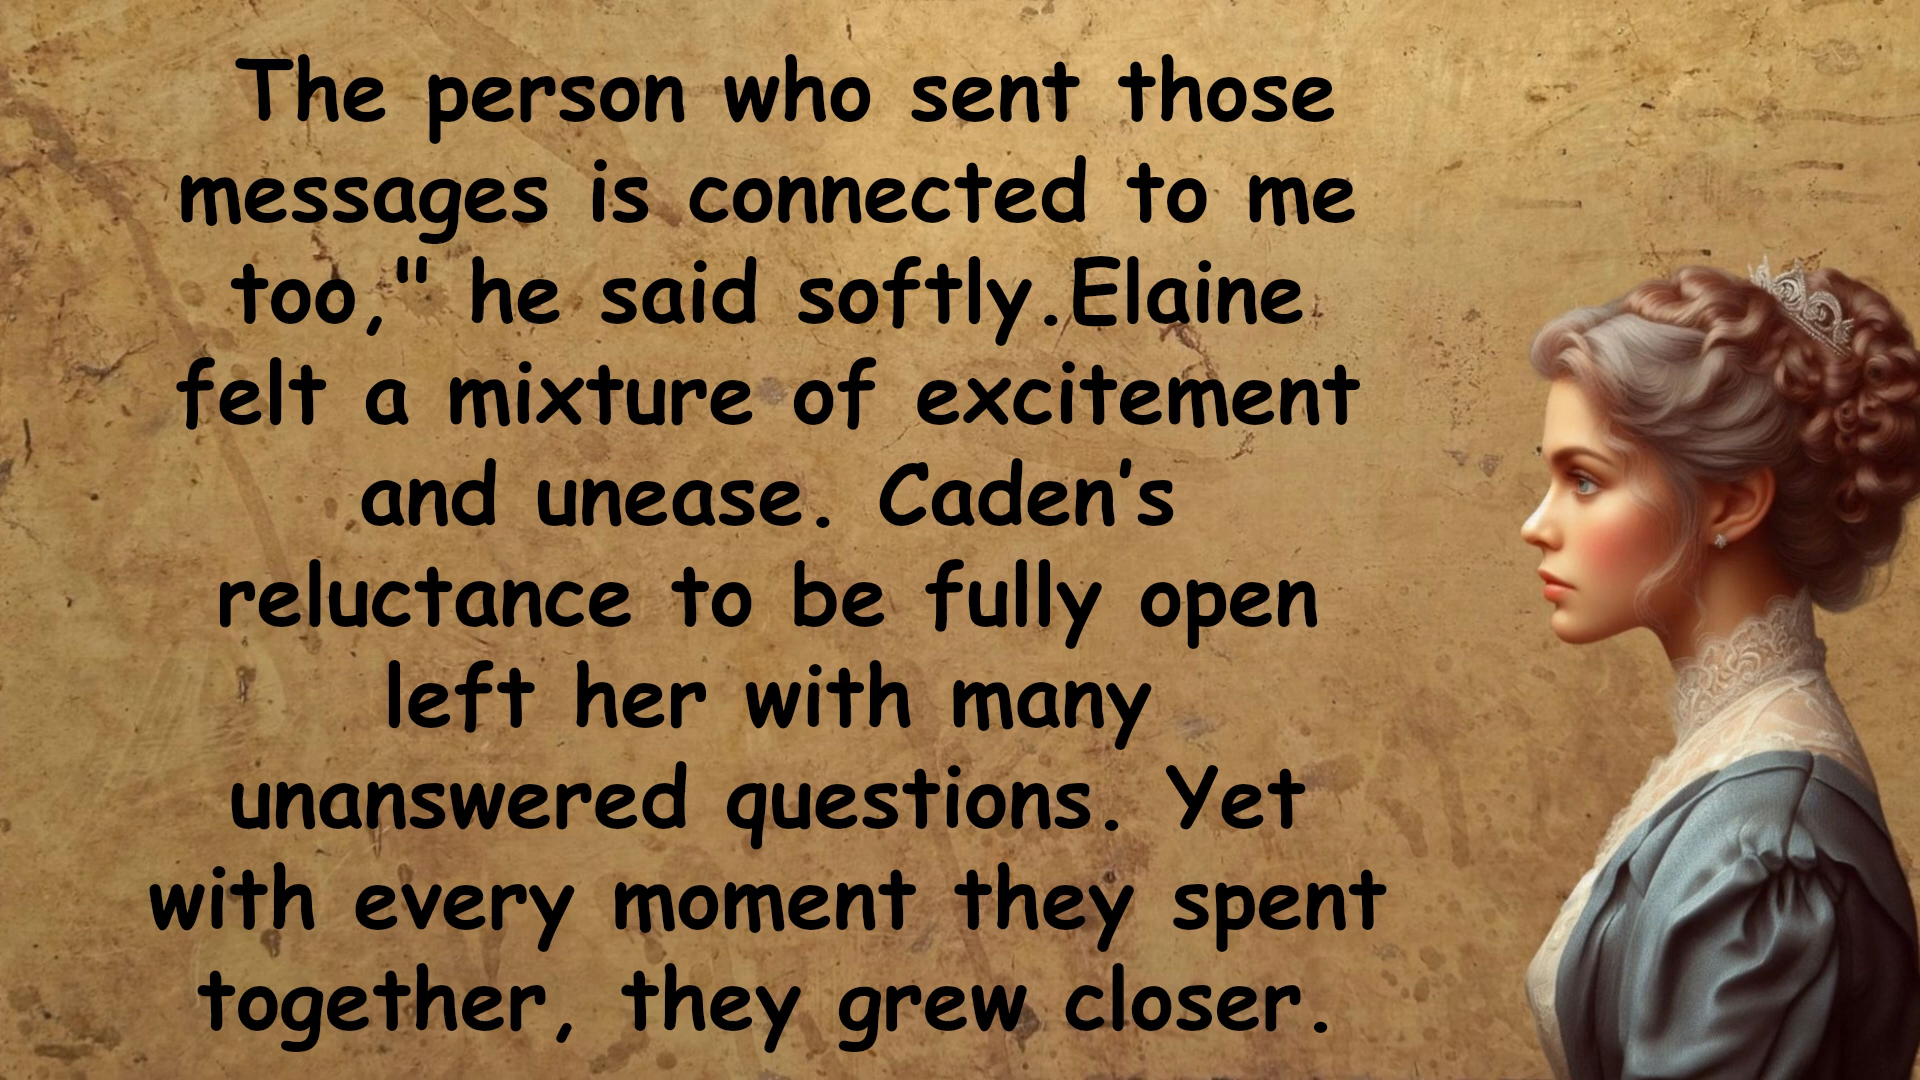 The person who sent those
messages is connected to me
too," he said softly.Elaine
felt a mixture of excitement
and unease. Caden’s
reluctance to be fully open
left her with many
unanswered questions. Yet
with every moment they spent
together, they grew closer.